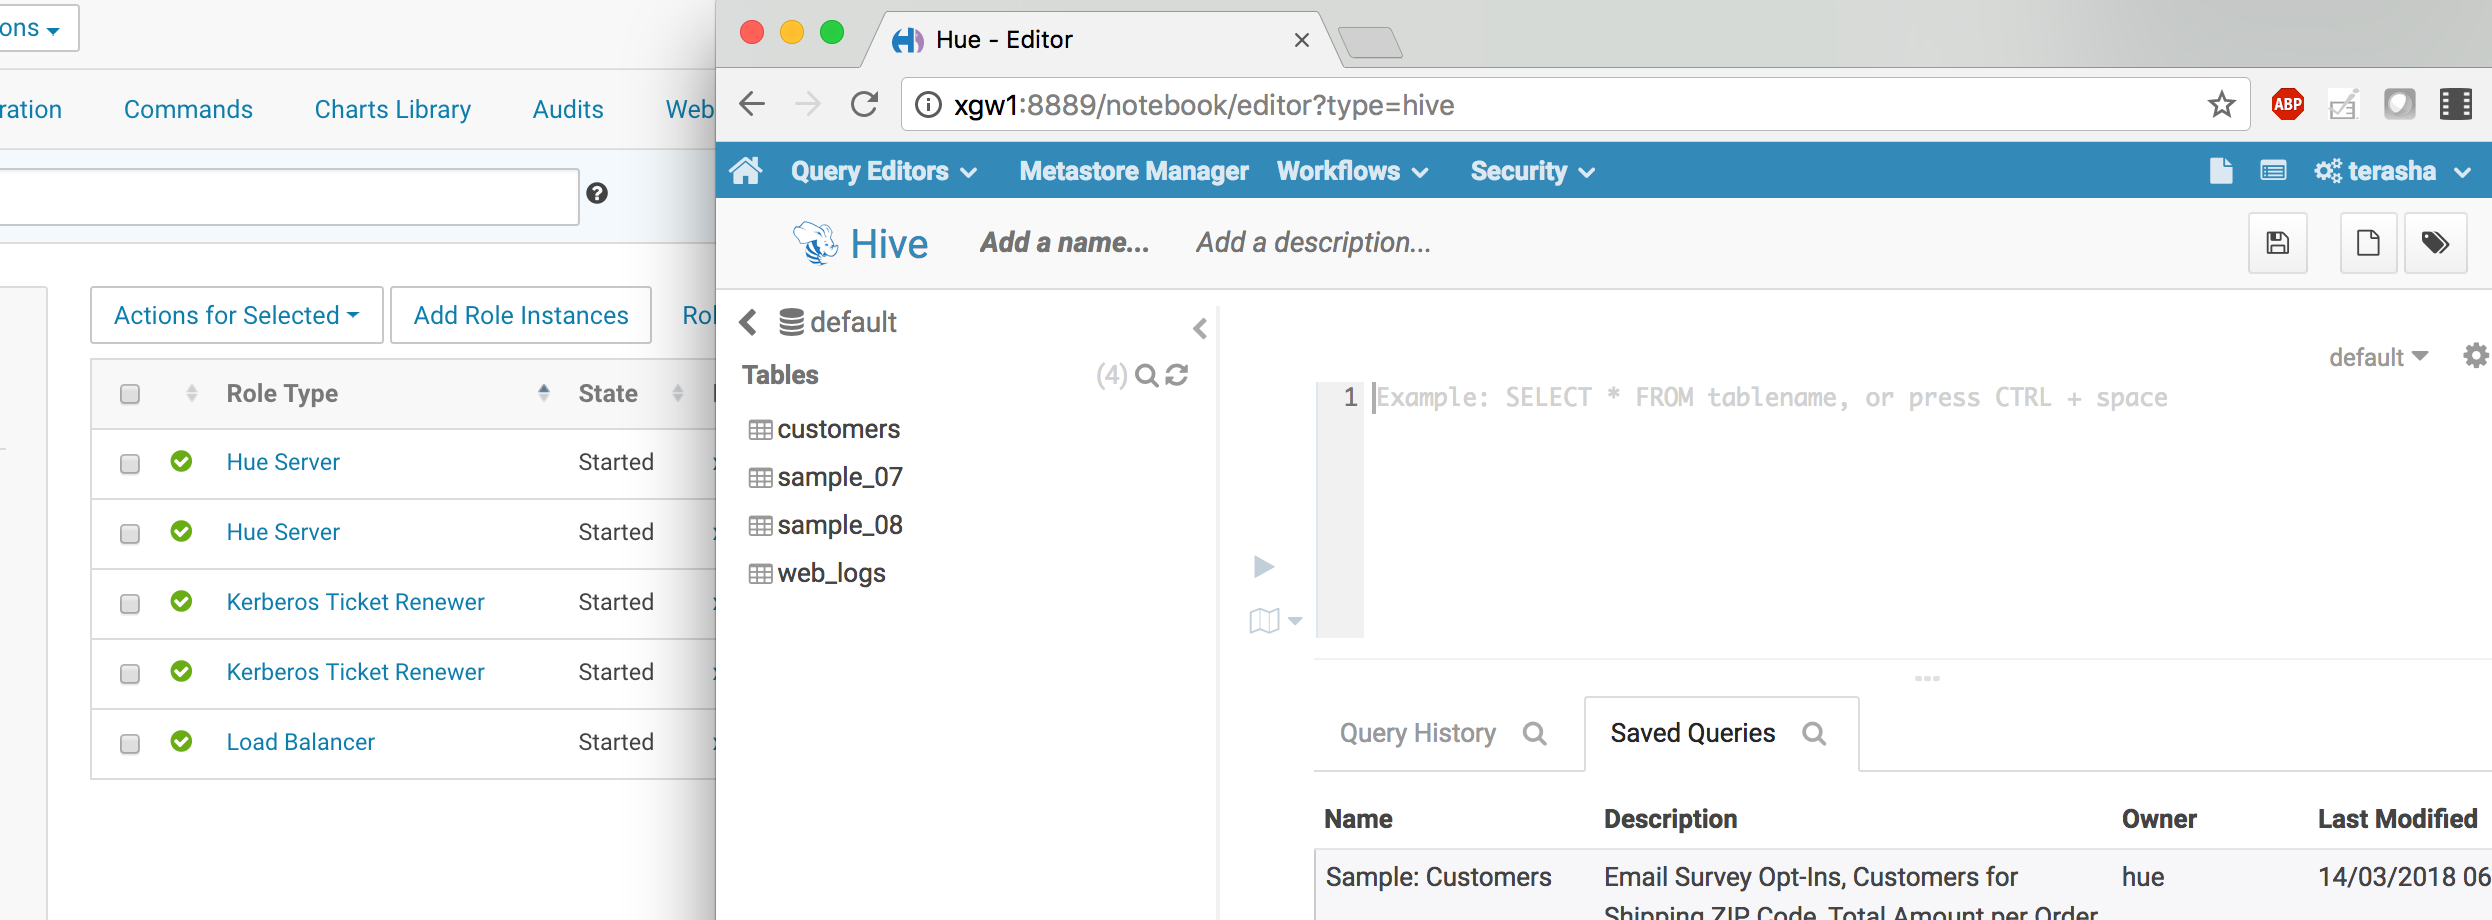 ons
ration Commands Charts Library Audits Web
Actions for Selected Add Role Instances Rol
Role Type State
Hue Server Started
Hue Server Started
Kerberos Ticket Renewer Started
Kerberos Ticket Renewer Started
Load Balancer Started
Hue - Editor
xgw1:8889/notebook/editor?type=hive
ABP
Query Editors Metastore Manager Workflows Security terasha
Hive Add a name... Add a description...
default
Tables (4)
customers
sample_07
sample_08
web_logs
default
1 Example: SELECT * FROM tablename, or press CTRL + space
Query History Saved Queries
Name Description Owner Last Modified
Sample: Customers Email Survey Opt-Ins, Customers for hue 14/03/2018 06
Shipping ZIP Code, Total Amount per Order